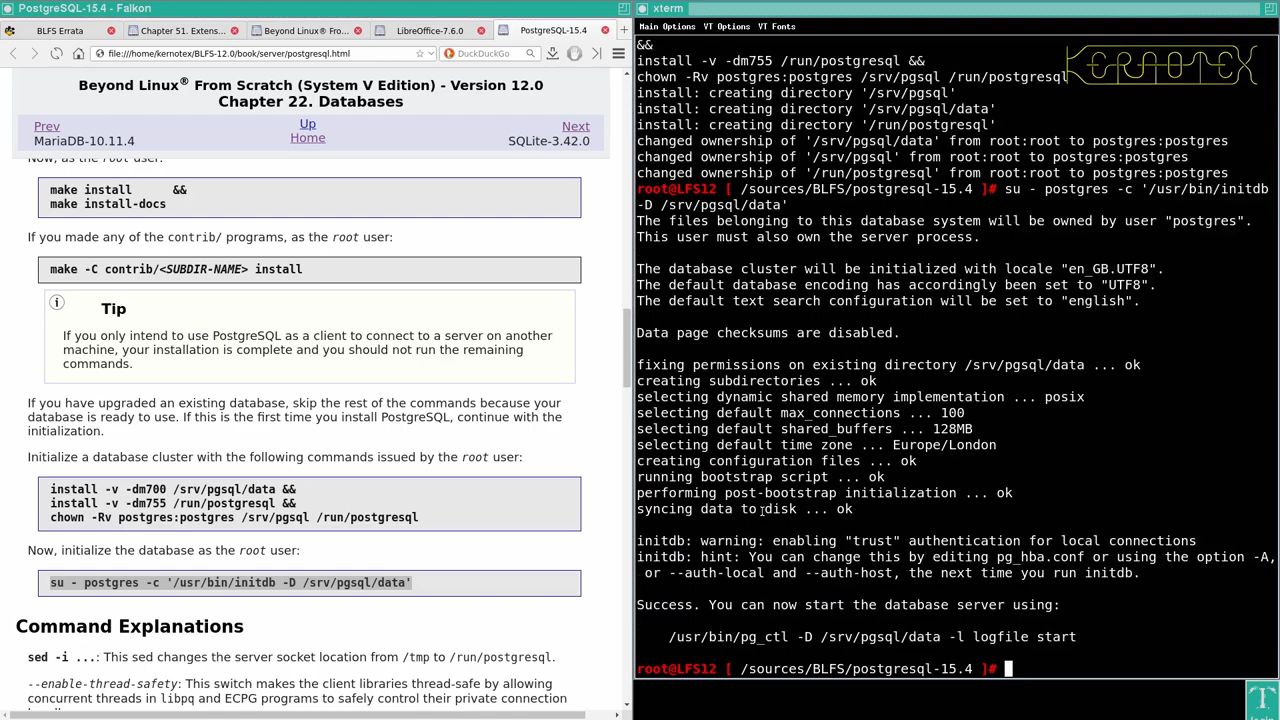 PostgreSQL-15.4 - Falkon
BLFS Errata
Chapter 51. Extens...
Beyond Linux® Fro...
LibreOffice-7.6.0
PostgreSQL-15.4
file:///home/kernotex/BLFS-12.0/book/server/postgresql.html
DuckDuckGo
Beyond Linux® From Scratch (System V Edition) - Version 12.0
Chapter 22. Databases
Prev
Up
Next
MariaDB-10.11.4
Home
SQLite-3.42.0
Now, as the root user:
make install &&
make install-docs
If you made any of the contrib/ programs, as the root user:
make -C contrib/<SUBDIR-NAME> install
Tip
If you only intend to use PostgreSQL as a client to connect to a server on another
machine, your installation is complete and you should not run the remaining
commands.
If you have upgraded an existing database, skip the rest of the commands because your
database is ready to use. If this is the first time you install PostgreSQL, continue with the
initialization.
Initialize a database cluster with the following commands issued by the root user:
install -v -dm700 /srv/pgsql/data &&
install -v -dm755 /run/postgresql &&
chown -Rv postgres:postgres /srv/pgsql /run/postgresql
Now, initialize the database as the root user:
su - postgres -c '/usr/bin/initdb -D /srv/pgsql/data'
Command Explanations
sed -i ...: This sed changes the server socket location from /tmp to /run/postgresql.
--enable-thread-safety: This switch makes the client libraries thread-safe by allowing
concurrent threads in libpq and ECPG programs to safely control their private connection
xterm
Main Options VT Options VT Fonts
KERNOTEX
&&
install -v -dm755 /run/postgresql &&
chown -Rv postgres:postgres /srv/pgsql /run/postgresql
install: creating directory '/srv/pgsql'
install: creating directory '/srv/pgsql/data'
install: creating directory '/run/postgresql'
changed ownership of '/srv/pgsql/data' from root:root to postgres:postgres
changed ownership of '/srv/pgsql' from root:root to postgres:postgres
changed ownership of '/run/postgresql' from root:root to postgres:postgres
root@LFS12 [ /sources/BLFS/postgresql-15.4 ]# su - postgres -c '/usr/bin/initdb
-D /srv/pgsql/data'
The files belonging to this database system will be owned by user "postgres".
This user must also own the server process.
The database cluster will be initialized with locale "en_GB.UTF8".
The default database encoding has accordingly been set to "UTF8".
The default text search configuration will be set to "english".
Data page checksums are disabled.
fixing permissions on existing directory /srv/pgsql/data ... ok
creating subdirectories ... ok
selecting dynamic shared memory implementation ... posix
selecting default max_connections ... 100
selecting default shared_buffers ... 128MB
selecting default time zone ... Europe/London
creating configuration files ... ok
running bootstrap script ... ok
performing post-bootstrap initialization ... ok
syncing data to disk ... ok
initdb: warning: enabling "trust" authentication for local connections
initdb: hint: You can change this by editing pg_hba.conf or using the option -A,
or --auth-local and --auth-host, the next time you run initdb.
Success. You can now start the database server using:
/usr/bin/pg_ctl -D /srv/pgsql/data -l logfile start
root@LFS12 [ /sources/BLFS/postgresql-15.4 ]#